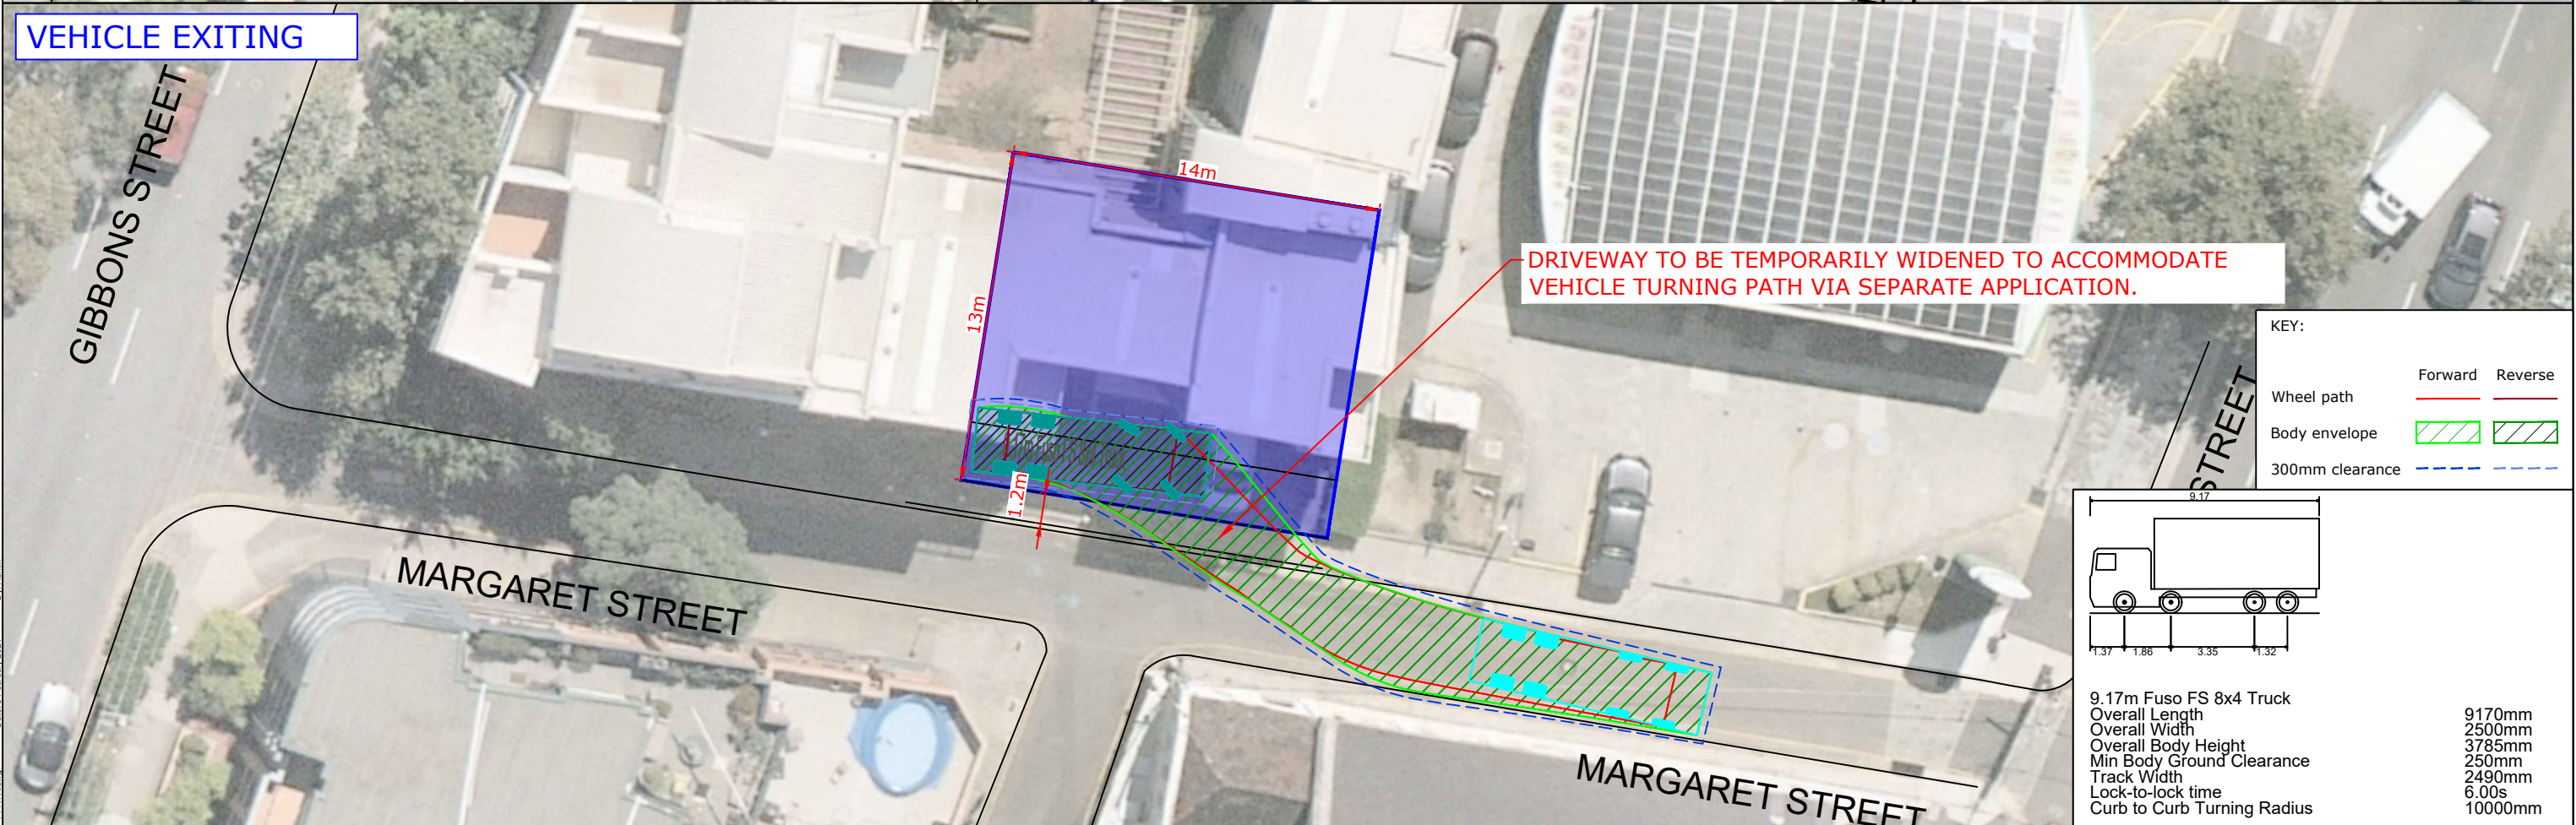 VEHICLE EXITING
GIBBONS STREET
14m
13m
1.2m
DRIVEWAY TO BE TEMPORARILY WIDENED TO ACCOMMODATE
VEHICLE TURNING PATH VIA SEPARATE APPLICATION.
MARGARET STREET
MARGARET STREET
STREET
KEY:
Forward Reverse
Wheel path
Body envelope
300mm clearance
9.17
1.37 1.86 3.35 1.32
9.17m Fuso FS 8x4 Truck
Overall Length 9170mm
Overall Width 2500mm
Overall Body Height 3785mm
Min Body Ground Clearance 250mm
Track Width 2490mm
Lock-to-lock time 6.00s
Curb to Curb Turning Radius 10000mm